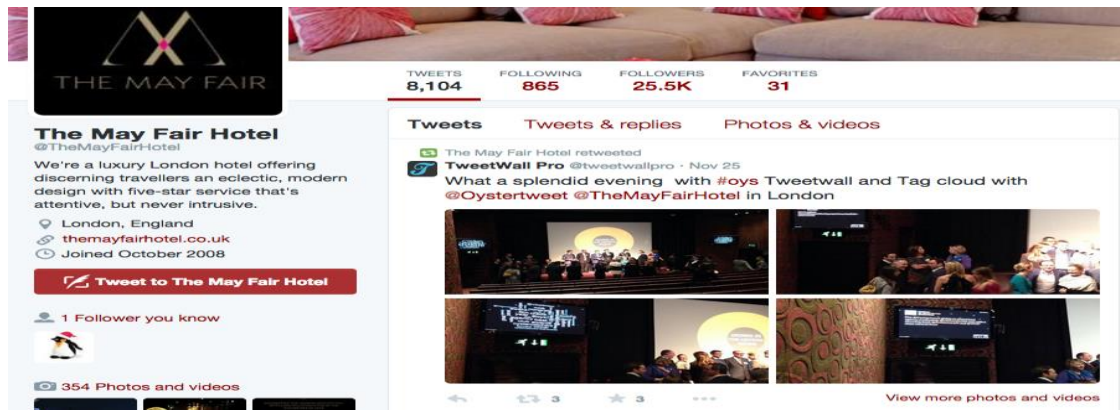 THE MAY FAIR
The May Fair Hotel
@TheMayFairHotel
We're a luxury London hotel offering
discerning travellers an eclectic, modern
design with five-star service that's
attentive, but never intrusive.
London, England
themayfairhotel.co.uk
Joined October 2008
Tweet to The May Fair Hotel
1 Follower you know
354 Photos and videos
TWEETS FOLLOWING FOLLOWERS FAVORITES
8,104 865 25.5K 31
Tweets Tweets & replies Photos & videos
The May Fair Hotel retweeted
TweetWall Pro @tweetwallpro · Nov 25
What a splendid evening with #oys Tweetwall and Tag cloud with
@Oystertweet @TheMayFairHotel in London
3 3
View more photos and videos